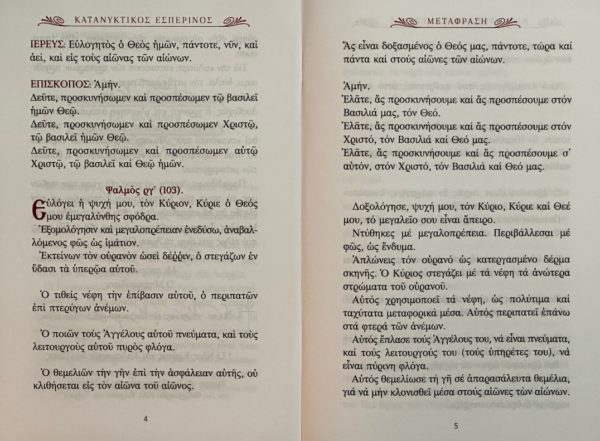 ΚΑΤΑΝΥΚΤΙΚΟΣ ΕΣΠΕΡΙΝΟΣ
ΙΕΡΕΥΣ: Εὐλογητὸς ὁ Θεὸς ἡμῶν, πάντοτε, νῦν, καὶ
ἀεί, καὶ εἰς τοὺς αἰῶνας τῶν αἰώνων.
ΕΠΙΣΚΟΠΟΣ: Ἀμήν.
Δεῦτε, προσκυνήσωμεν καὶ προσπέσωμεν τῷ βασιλεῖ
ἡμῶν Θεῷ.
Δεῦτε, προσκυνήσωμεν καὶ προσπέσωμεν Χριστῷ,
τῷ βασιλεῖ ἡμῶν Θεῷ.
Δεῦτε, προσκυνήσωμεν καὶ προσπέσωμεν αὐτῷ
Χριστῷ, τῷ βασιλεῖ καὶ Θεῷ ἡμῶν.
Ψαλμὸς ργ' (103).
Εὐλόγει ἡ ψυχή μου, τὸν Κύριον, Κύριε ὁ Θεός
μου ἐμεγαλύνθης σφόδρα.
Ἐξομολόγησιν καὶ μεγαλοπρέπειαν ἐνεδύσω, ἀναβαλ-
λόμενος φῶς ὡς ἱμάτιον.
Ἐκτείνων τὸν οὐρανὸν ὡσεὶ δέρριν, ὁ στεγάζων ἐν
ὕδασι τὰ ὑπερῷα αὐτοῦ.
Ὁ τιθεὶς νέφη τὴν ἐπίβασιν αὐτοῦ, ὁ περιπατῶν
ἐπὶ πτερύγων ἀνέμων.
Ὁ ποιῶν τοὺς Ἀγγέλους αὐτοῦ πνεύματα, καὶ τοὺς
λειτουργοὺς αὐτοῦ πυρὸς φλόγα.
Ὁ θεμελιῶν τὴν γῆν ἐπὶ τὴν ἀσφάλειαν αὐτῆς, οὐ
κλιθήσεται εἰς τὸν αἰῶνα τοῦ αἰῶνος.
4
ΜΕΤΑΦΡΑΣΗ
Ἂς εἶναι δοξασμένος ὁ Θεός μας, πάντοτε, τώρα καὶ
πάντα καὶ στοὺς αἰῶνες τῶν αἰώνων.
Ἀμήν.
Ἐλᾶτε, ἂς προσκυνήσουμε καὶ ἂς προσπέσουμε στόν
Βασιλιά μας, τόν Θεό.
Ἐλᾶτε, ἂς προσκυνήσουμε καὶ ἂς προσπέσουμε στόν
Χριστό, τόν Βασιλιά καὶ Θεό μας.
Ἐλᾶτε, ἂς προσκυνήσουμε καὶ ἂς προσπέσουμε σ'
αὐτόν, στόν Χριστό, τόν Βασιλιά καὶ Θεό μας.
Δοξολόγησε, ψυχή μου, τόν Κύριο, Κύριο καὶ Θεέ
μου, τό μεγαλεῖο σου εἶναι ἄπειρο.
Ντύθηκες μέ μεγαλοπρέπεια. Περιβάλλεσαι μέ
φῶς, ὡς ἔνδυμα.
Ἁπλώνεις τόν οὐρανό ὡς κατεργασμένο δέρμα
σκηνῆς. Ὁ Κύριος στεγάζει μέ τά νέφη τά ἀνώτερα
στρώματα τοῦ οὐρανοῦ.
Αὐτός χρησιμοποιεῖ τά νέφη, ὡς πολύτιμα καί
ταχύτατα μεταφορικά μέσα. Αὐτός περιπατεῖ ἐπάνω
στά φτερά τῶν ἀνέμων.
Αὐτός ἔπλασε τούς Ἀγγέλους του, νά εἶναι πνεύματα,
καὶ τούς λειτουργούς του (τούς ὑπηρέτες του), νά
εἶναι πύρινη φλόγα.
Αὐτός θεμελίωσε τή γῆ σέ ἀπαρασάλευτα θεμέλια,
γιά νά μήν κλονισθεῖ μέσα στούς αἰῶνες τῶν αἰώνων.
5